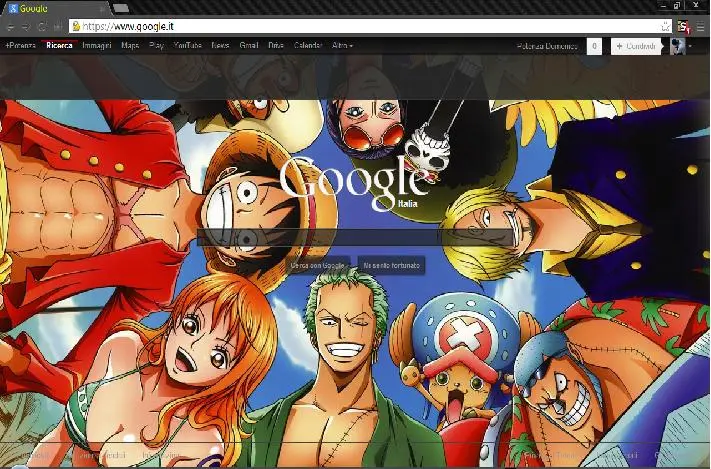 Google
https://www.google.it
+Potenza Ricerca Immagini Maps Play YouTube News Gmail Drive Calendar Altro Potenza Domenico 0 + Condividi
Google
Italia
Cerca con Google Mi sento fortunato